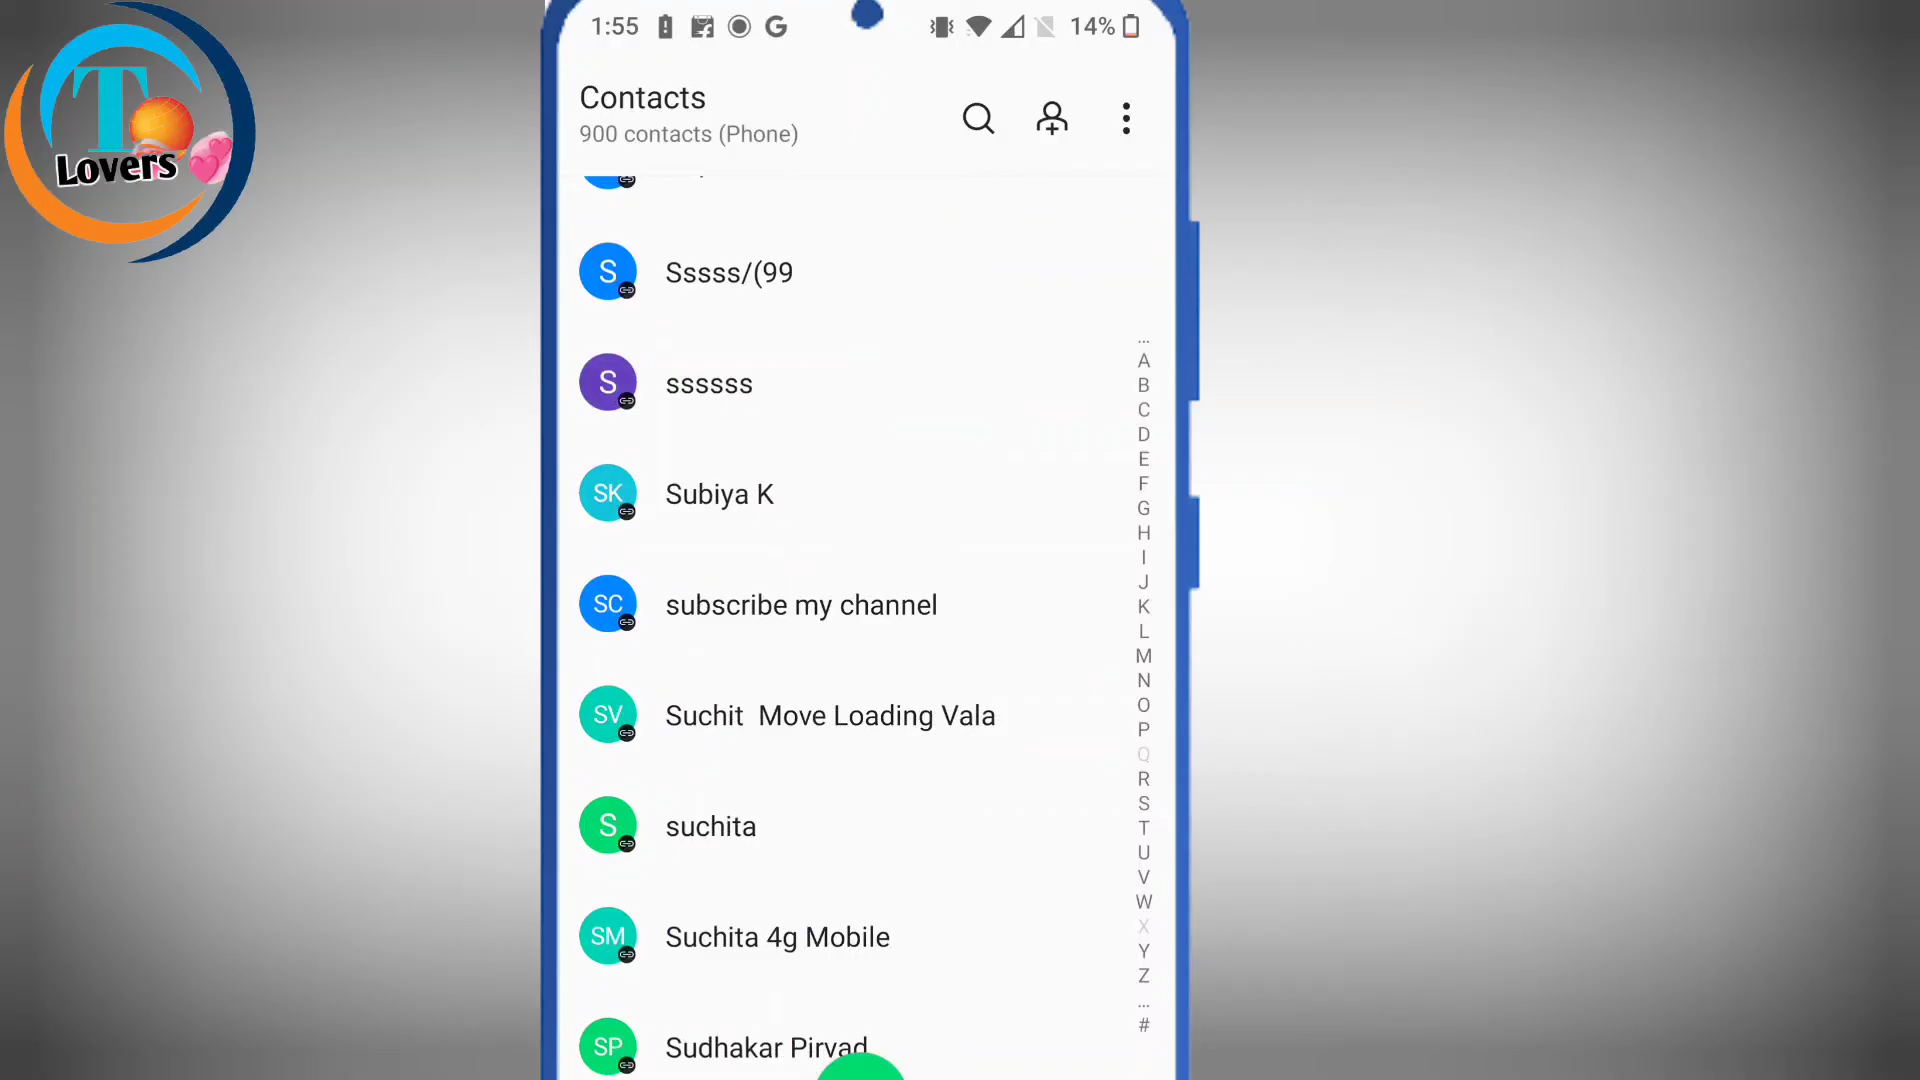 T
Lovers
1:55
14%
Contacts
900 contacts (Phone)
S
Sssss/(99
S
ssssss
SK
Subiya K
SC
subscribe my channel
SV
Suchit  Move Loading Vala
S
suchita
SM
Suchita 4g Mobile
SP
Sudhakar Pirvad
...
A
B
C
D
E
F
G
H
I
J
K
L
M
N
O
P
Q
R
S
T
U
V
W
X
Y
Z
...
#